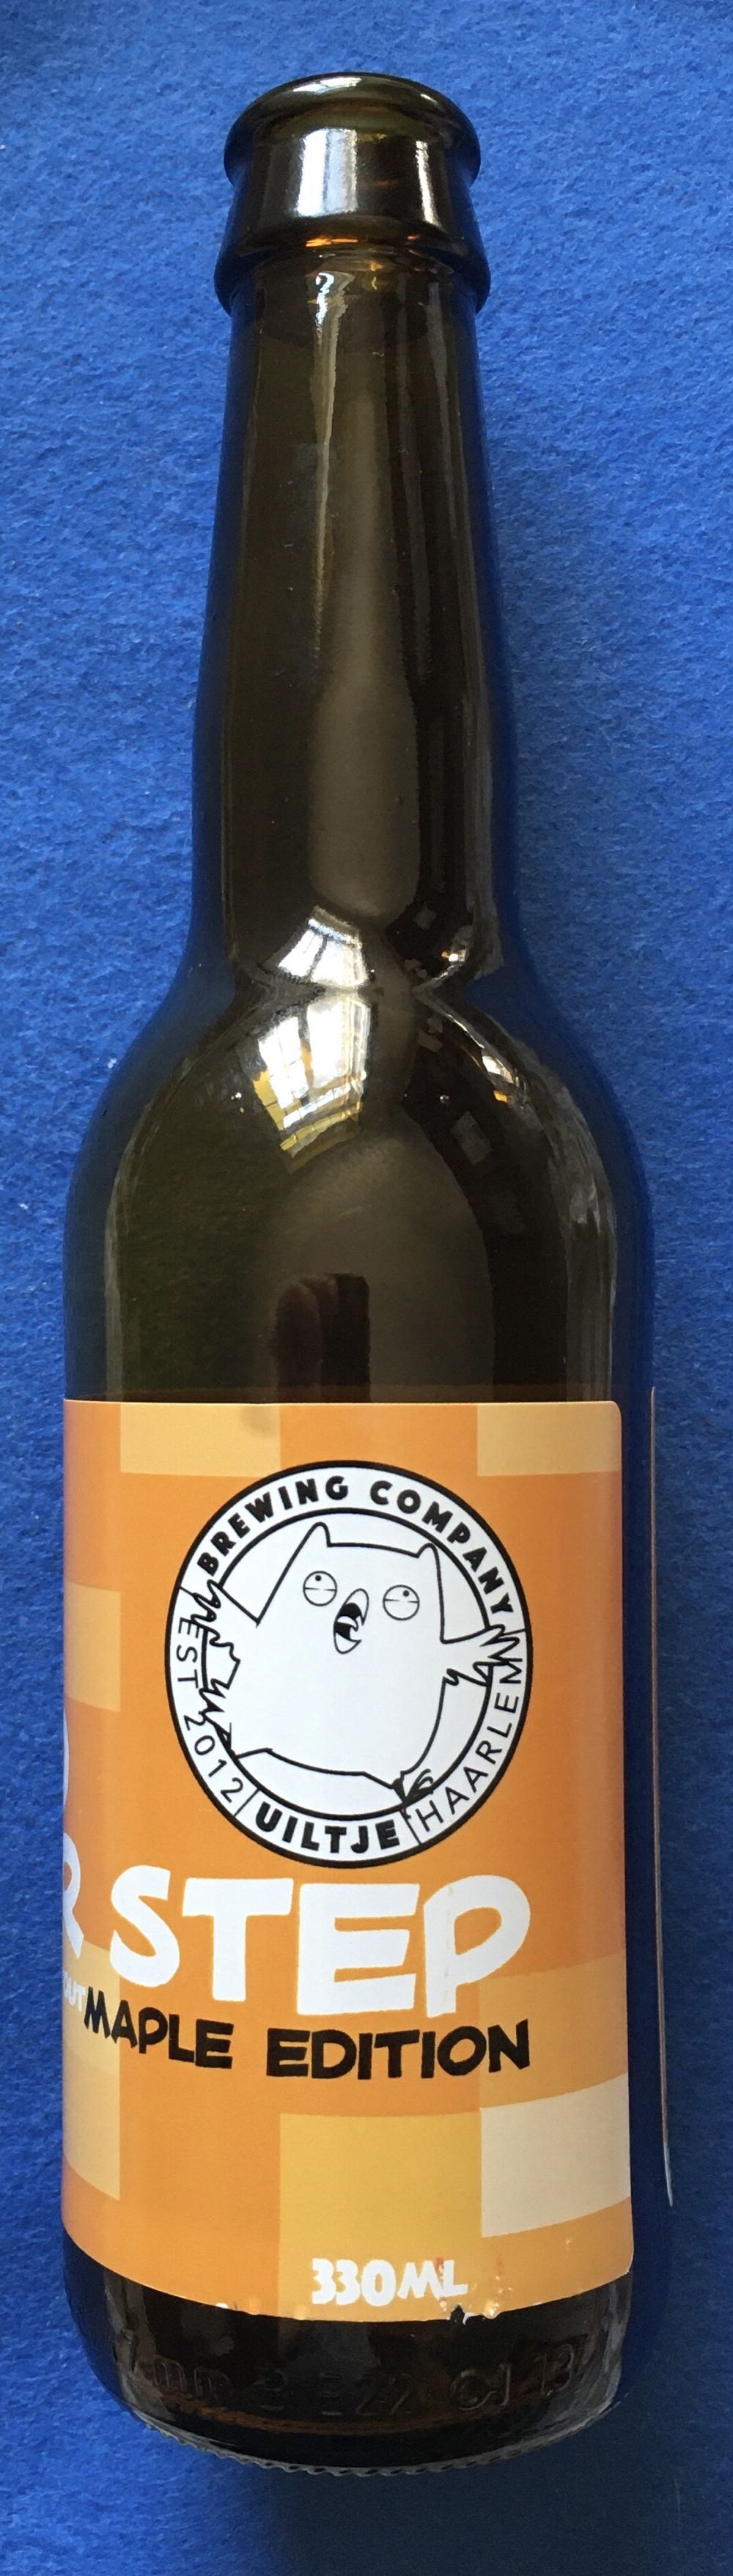 BREWING COMPANY
EST 2012
UILTJE
HAARLEM
STEP
MAPLE EDITION
330ML